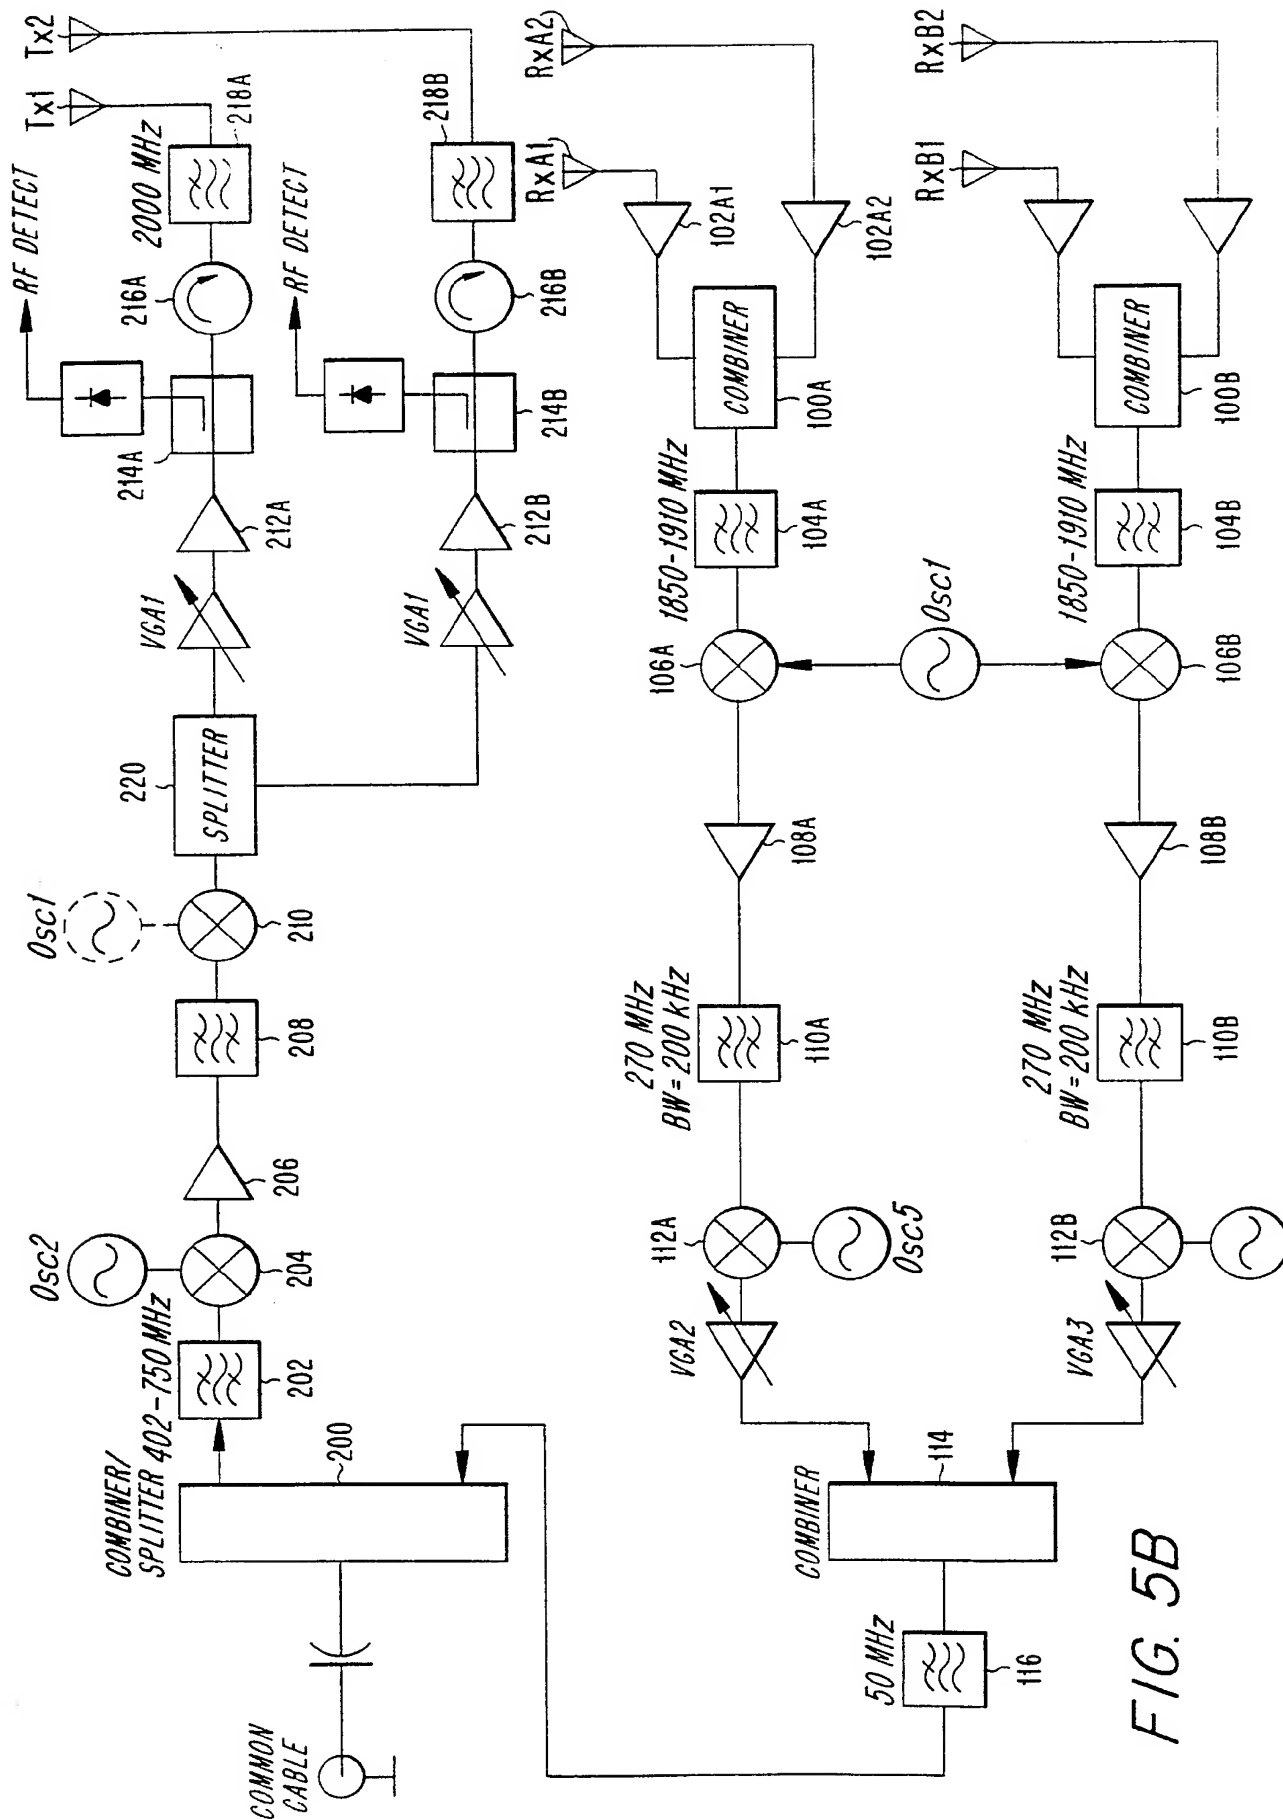 Tx1
Tx2
RF DETECT
2000 MHz
218A
216A
214A
212A
VGA1
220
SPLITTER
Osc1
210
208
206
Osc2
204
COMBINER/
SPLITTER
402-750 MHz
202
200
COMMON
CABLE
RF DETECT
218B
216B
214B
212B
VGA1
RxA1
RxA2
102A1
102A2
COMBINER
100A
1850-1910 MHz
104A
106A
Osc1
108A
270 MHz
BW = 200 kHz
110A
112A
Osc5
VGA2
COMBINER
114
50 MHz
116
RxB1
RxB2
COMBINER
100B
1850-1910 MHz
104B
106B
108B
270 MHz
BW = 200 kHz
110B
112B
VGA3
FIG. 5B